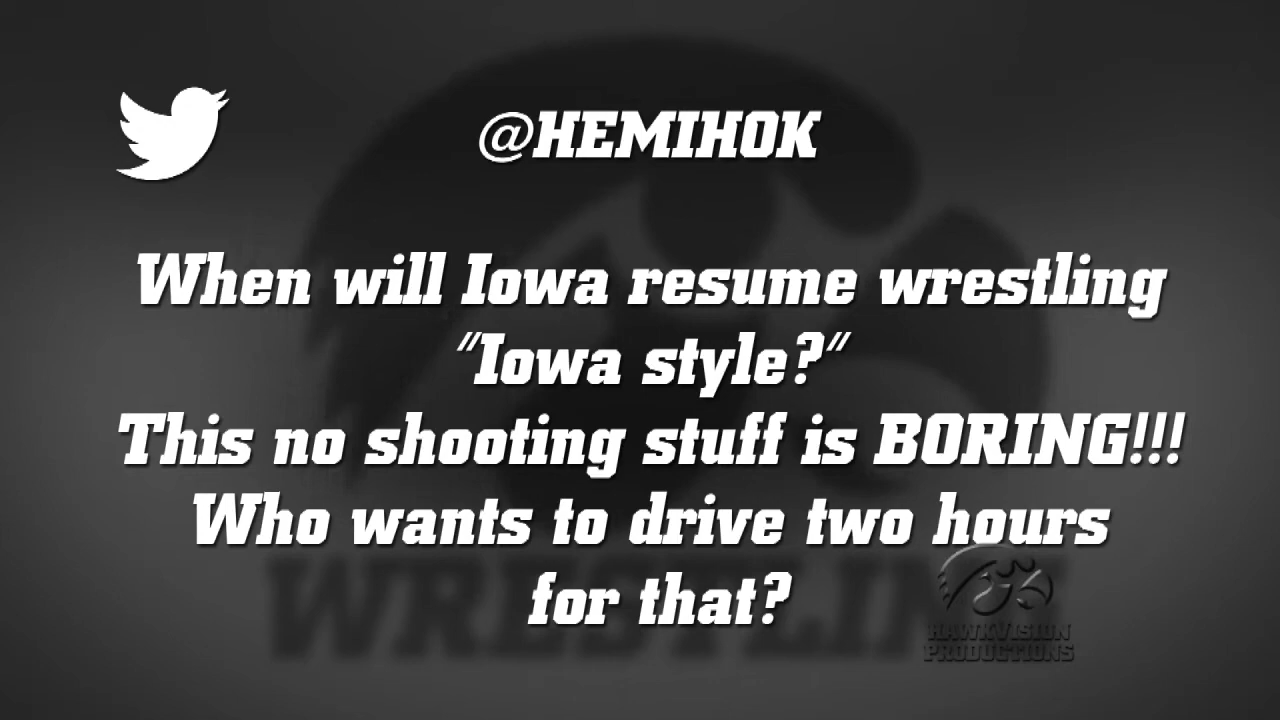 @HEMIHOK
When will Iowa resume wrestling
"Iowa style?"
This no shooting stuff is BORING!!!
Who wants to drive two hours
for that?
WRESTLING
HAWKVISION
PRODUCTIONS